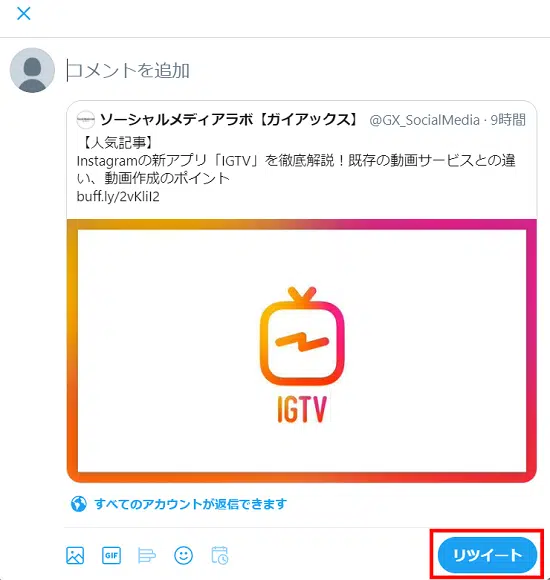 コメントを追加
ソーシャルメディアラボ【ガイアックス】 @GX_SocialMedia · 9時間
【人気記事】
Instagramの新アプリ「IGTV」を徹底解説！既存の動画サービスとの違
い、動画作成のポイント
buff.ly/2vKliI2
IGTV
すべてのアカウントが返信できます
GIF
リツイート